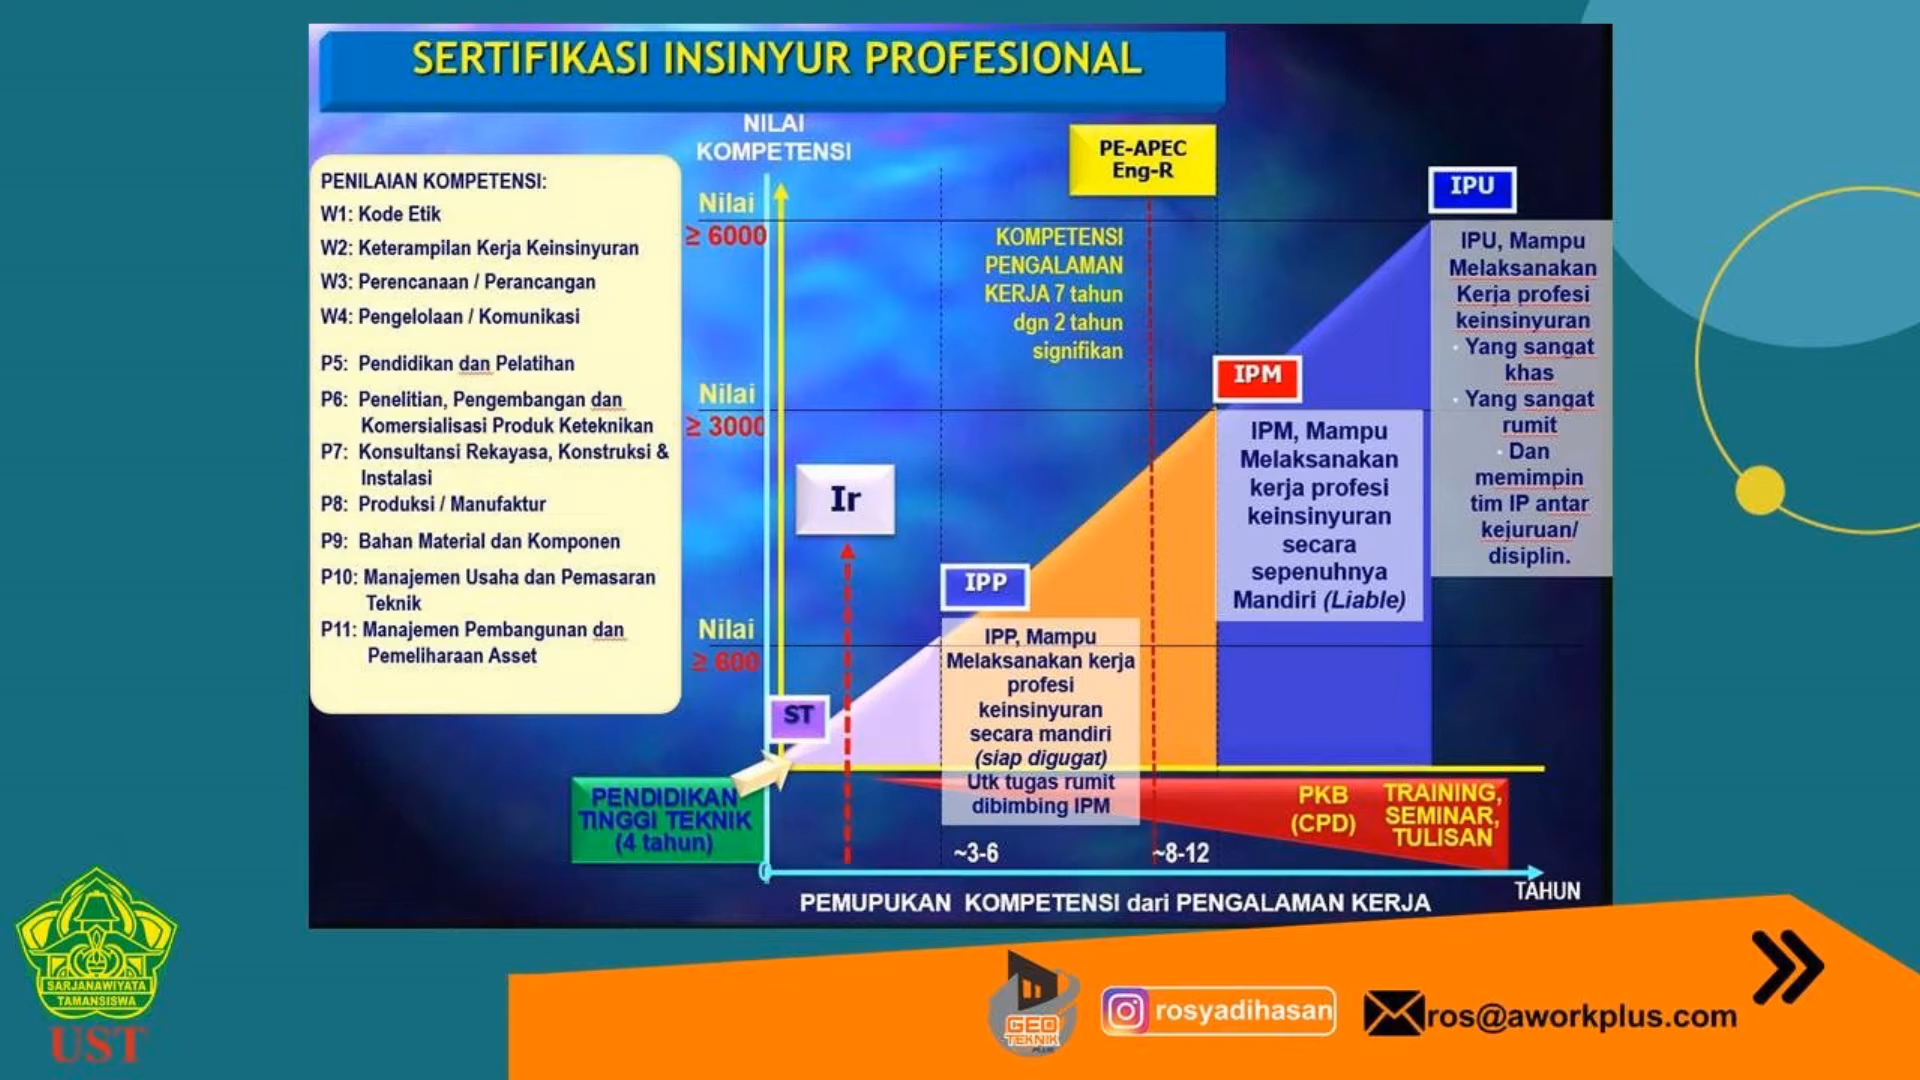 SERTIFIKASI INSINYUR PROFESIONAL
PENILAIAN KOMPETENSI:
W1: Kode Etik
W2: Keterampilan Kerja Keinsinyuran
W3: Perencanaan / Perancangan
W4: Pengelolaan / Komunikasi
P5: Pendidikan dan Pelatihan
P6: Penelitian, Pengembangan dan
Komersialisasi Produk Keteknikan
P7: Konsultansi Rekayasa, Konstruksi &
Instalasi
P8: Produksi / Manufaktur
P9: Bahan Material dan Komponen
P10: Manajemen Usaha dan Pemasaran
Teknik
P11: Manajemen Pembangunan dan
Pemeliharaan Asset
NILAI
KOMPETENSI
Nilai
≥ 6000
Nilai
≥ 3000
Nilai
≥ 600
PE-APEC
Eng-R
KOMPETENSI
PENGALAMAN
KERJA 7 tahun
dgn 2 tahun
signifikan
Ir
ST
IPP
IPP, Mampu
Melaksanakan kerja
profesi
keinsinyuran
secara mandiri
(siap digugat)
Utk tugas rumit
dibimbing IPM
IPM
IPM, Mampu
Melaksanakan
kerja profesi
keinsinyuran
secara
sepenuhnya
Mandiri (Liable)
IPU
IPU, Mampu
Melaksanakan
Kerja profesi
keinsinyuran
· Yang sangat
khas
· Yang sangat
rumit
· Dan
memimpin
tim IP antar
kejuruan/
disiplin.
PENDIDIKAN
TINGGI TEKNIK
(4 tahun)
PKB
(CPD)
TRAINING,
SEMINAR,
TULISAN
~3-6
~8-12
0
TAHUN
PEMUPUKAN KOMPETENSI dari PENGALAMAN KERJA
SARJANAWIYATA
TAMANSISWA
UST
GEO
TEKNIK
PLUS
rosyadihasan
ros@aworkplus.com